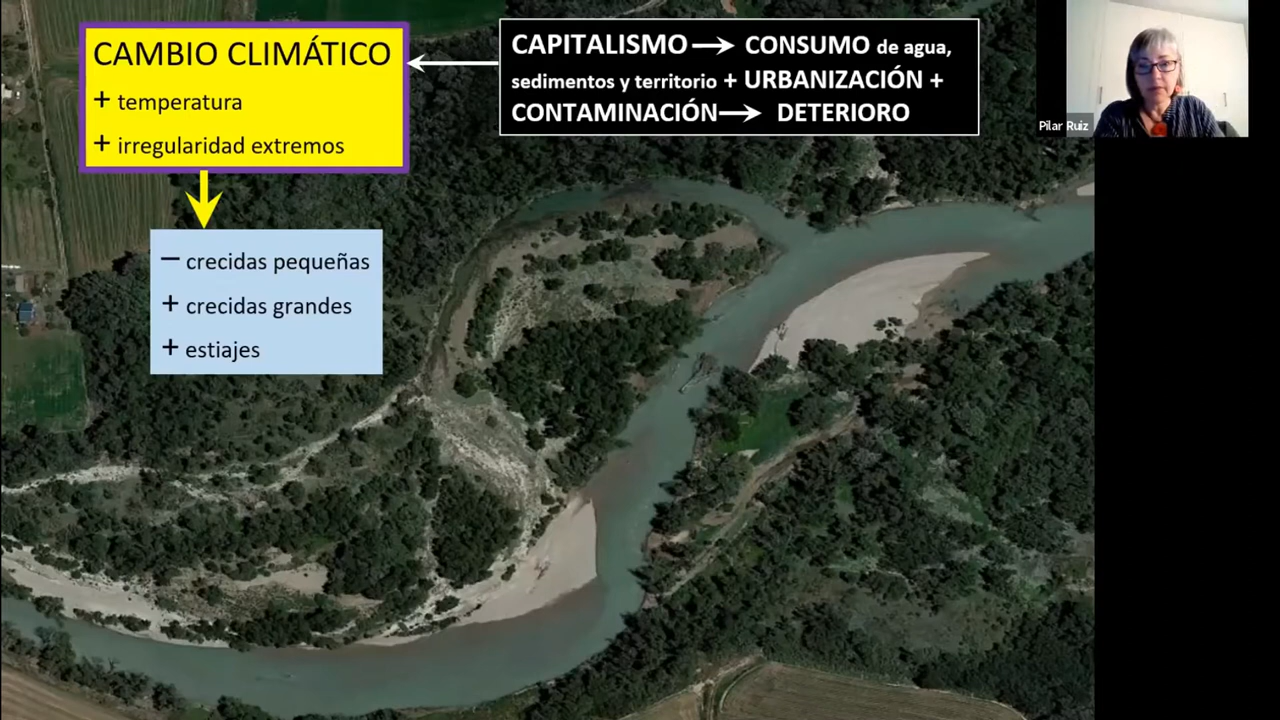 CAMBIO CLIMÁTICO
+ temperatura
+ irregularidad extremos
CAPITALISMO → CONSUMO de agua,
sedimentos y territorio + URBANIZACIÓN +
CONTAMINACIÓN → DETERIORO
Pilar Ruiz
− crecidas pequeñas
+ crecidas grandes
+ estiajes